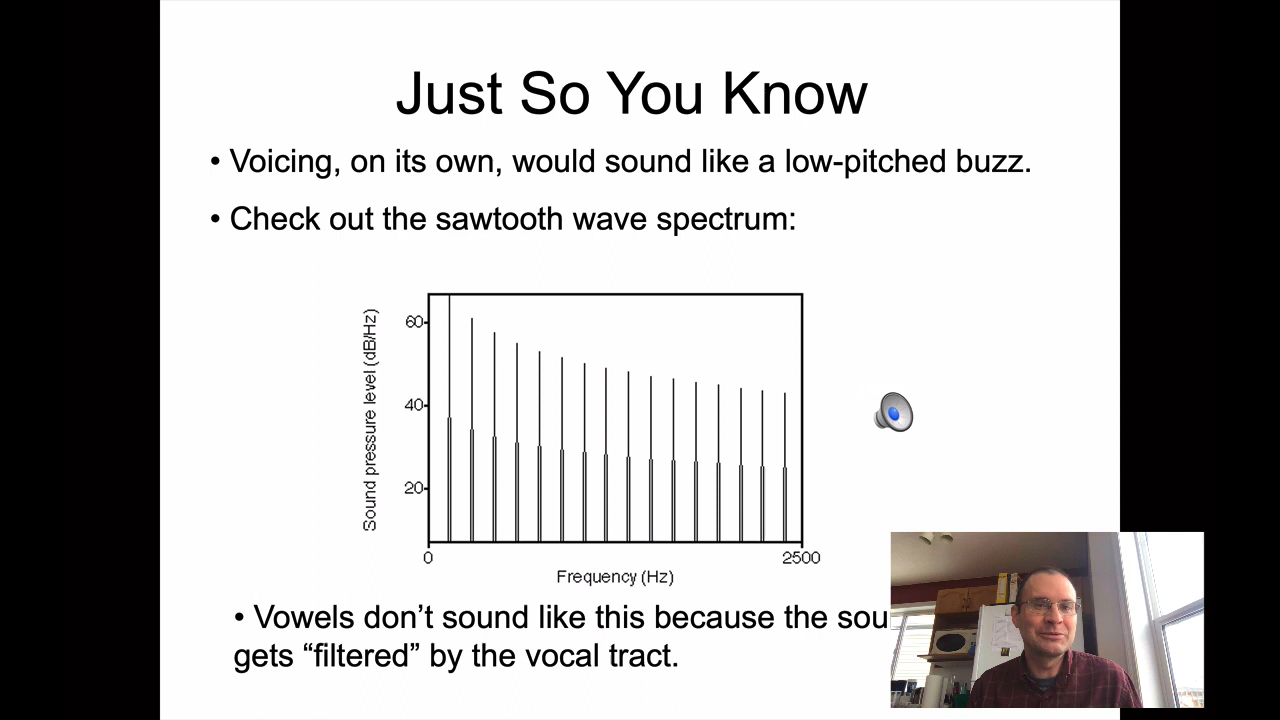 Just So You Know
• Voicing, on its own, would sound like a low-pitched buzz.
• Check out the sawtooth wave spectrum:
Sound pressure level (dB/Hz)
60
40
20
0
2500
Frequency (Hz)
• Vowels don’t sound like this because the sou
gets “filtered” by the vocal tract.